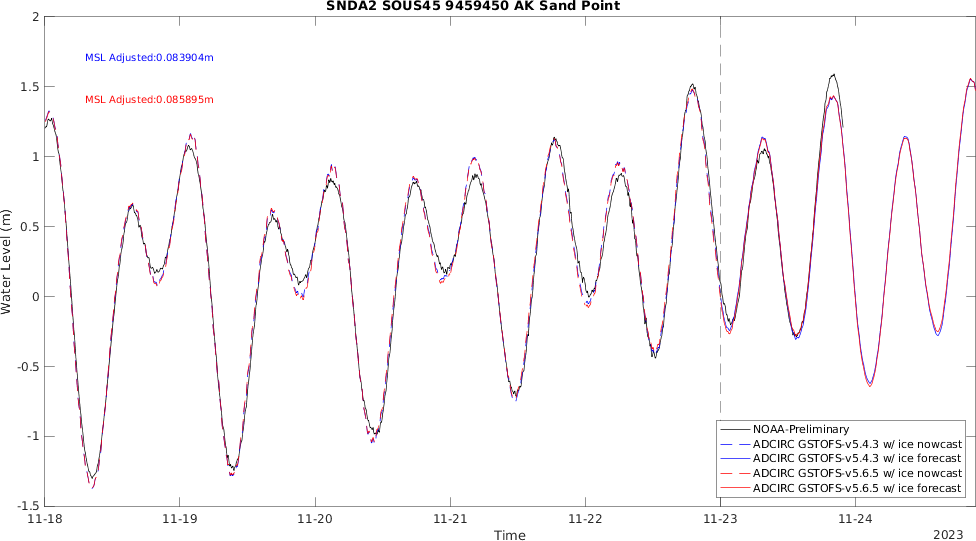 SNDA2 SOUS45 9459450 AK Sand Point
2
MSL Adjusted:0.083904m
1.5
MSL Adjusted:0.085895m
1
0.5
Water Level (m)
0
-0.5
-1
NOAA-Preliminary
ADCIRC GSTOFS-v5.4.3 w/ ice nowcast
ADCIRC GSTOFS-v5.4.3 w/ ice forecast
ADCIRC GSTOFS-v5.6.5 w/ ice nowcast
ADCIRC GSTOFS-v5.6.5 w/ ice forecast
-1.5
11-18 11-19 11-20 11-21 11-22 11-23 11-24
Time
2023